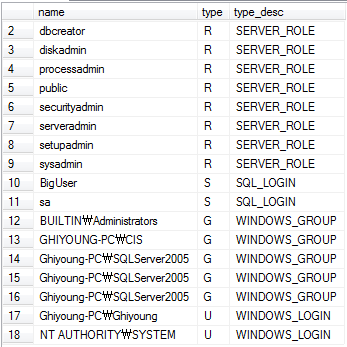 name type type_desc
2 dbcreator R SERVER_ROLE
3 diskadmin R SERVER_ROLE
4 processadmin R SERVER_ROLE
5 public R SERVER_ROLE
6 securityadmin R SERVER_ROLE
7 serveradmin R SERVER_ROLE
8 setupadmin R SERVER_ROLE
9 sysadmin R SERVER_ROLE
10 BigUser S SQL_LOGIN
11 sa S SQL_LOGIN
12 BUILTIN₩Administrators G WINDOWS_GROUP
13 GHIYOUNG-PC₩CIS G WINDOWS_GROUP
14 Ghiyoung-PC₩SQLServer2005 G WINDOWS_GROUP
15 Ghiyoung-PC₩SQLServer2005 G WINDOWS_GROUP
16 Ghiyoung-PC₩SQLServer2005 G WINDOWS_GROUP
17 Ghiyoung-PC₩Ghiyoung U WINDOWS_LOGIN
18 NT AUTHORITY₩SYSTEM U WINDOWS_LOGIN